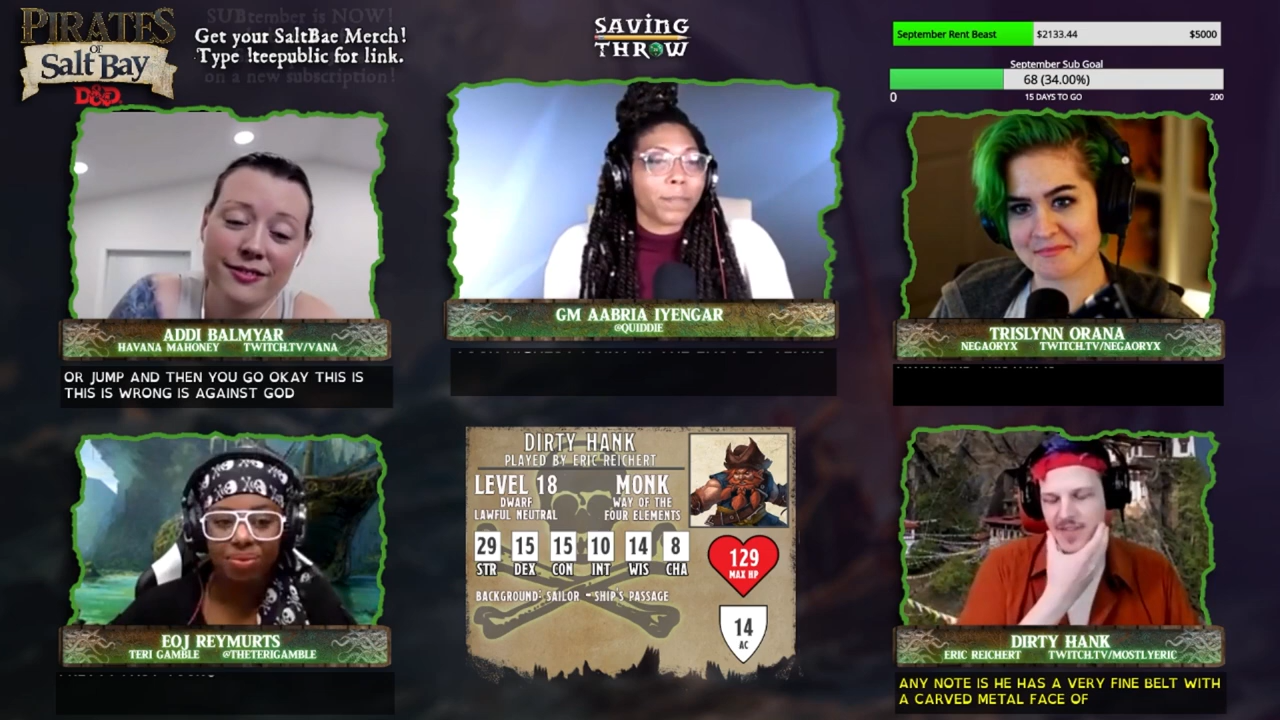 PIRATES
OF
Salt Bay
D&D
SUBtember is NOW!
Get your SaltBae Merch!
Type !teepublic for link.
on a new subscription!
SAVING
THROW
September Rent Beast $2133.44 $5000
September Sub Goal
68 (34.00%)
0 15 DAYS TO GO 200
ADDI BALMYAR
HAVANA MAHONEY TWITCH.TV/VANA
OR JUMP AND THEN YOU GO OKAY THIS IS
THIS IS WRONG IS AGAINST GOD
GM AABRIA IYENGAR
@QUIDDIE
TRISLYNN ORANA
NEGAORYX TWITCH.TV/NEGAORYX
EOJ REYMURTS
TERI GAMBLE @THETERIGAMBLE
DIRTY HANK
PLAYED BY ERIC REICHERT
LEVEL 18 MONK
DWARF WAY OF THE
LAWFUL NEUTRAL FOUR ELEMENTS
29 15 15 10 14 8
STR DEX CON INT WIS CHA
129
MAX HP
BACKGROUND: SAILOR - SHIP'S PASSAGE
14
AC
DIRTY HANK
ERIC REICHERT TWITCH.TV/MOSTLYERIC
ANY NOTE IS HE HAS A VERY FINE BELT WITH
A CARVED METAL FACE OF